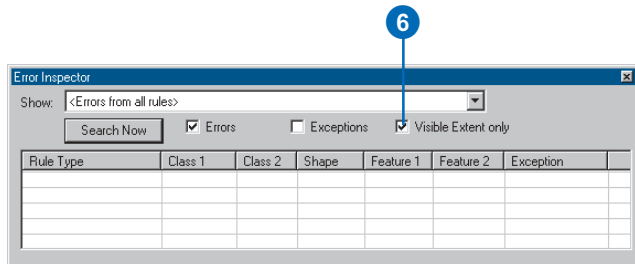 6
Error Inspector
Show: <Errors from all rules>
Search Now Errors Exceptions Visible Extent only
Rule Type Class 1 Class 2 Shape Feature 1 Feature 2 Exception